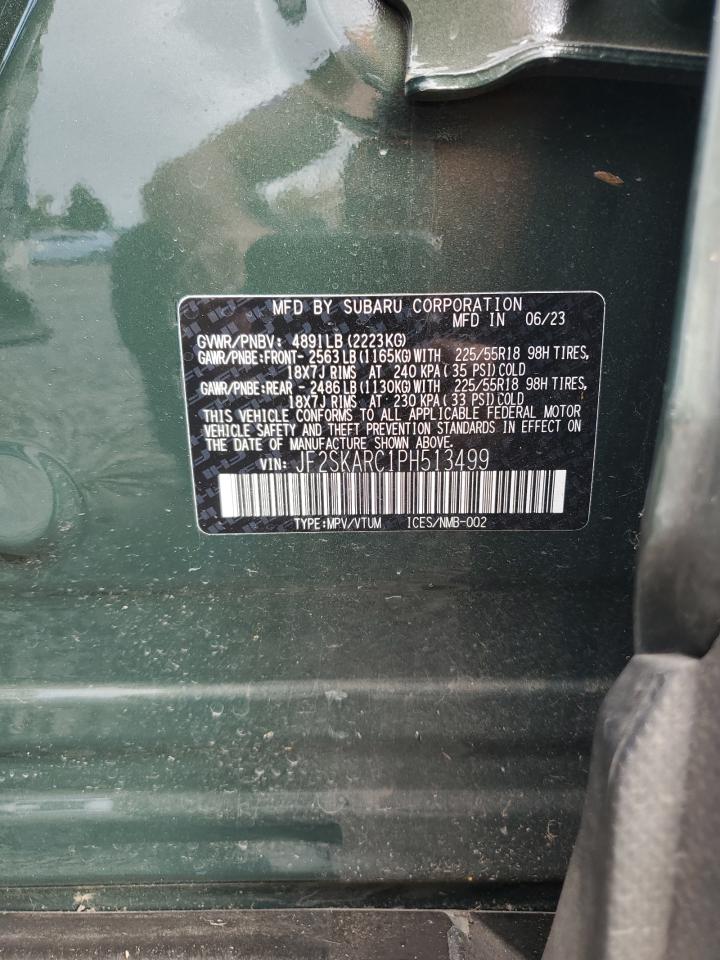 MFD BY SUBARU CORPORATION
MFD IN 06/23
GVWR/PNBV: 4891LB (2223KG)
GAWR/PNBE:FRONT- 2563LB (1165KG) WITH 225/55R18 98H TIRES,
18X7J RIMS AT 240 KPA( 35 PSI) COLD
GAWR/PNBE:REAR - 2486LB (1130KG) WITH 225/55R18 98H TIRES,
18X7J RIMS AT 230 KPA( 33 PSI) COLD
THIS VEHICLE CONFORMS TO ALL APPLICABLE FEDERAL MOTOR
VEHICLE SAFETY AND THEFT PREVENTION STANDARDS IN EFFECT ON
THE DATE OF MANUFACTURE SHOWN ABOVE.
VIN: JF2SKARC1PH513499
TYPE:MPV/VTUM ICES/NMB-002